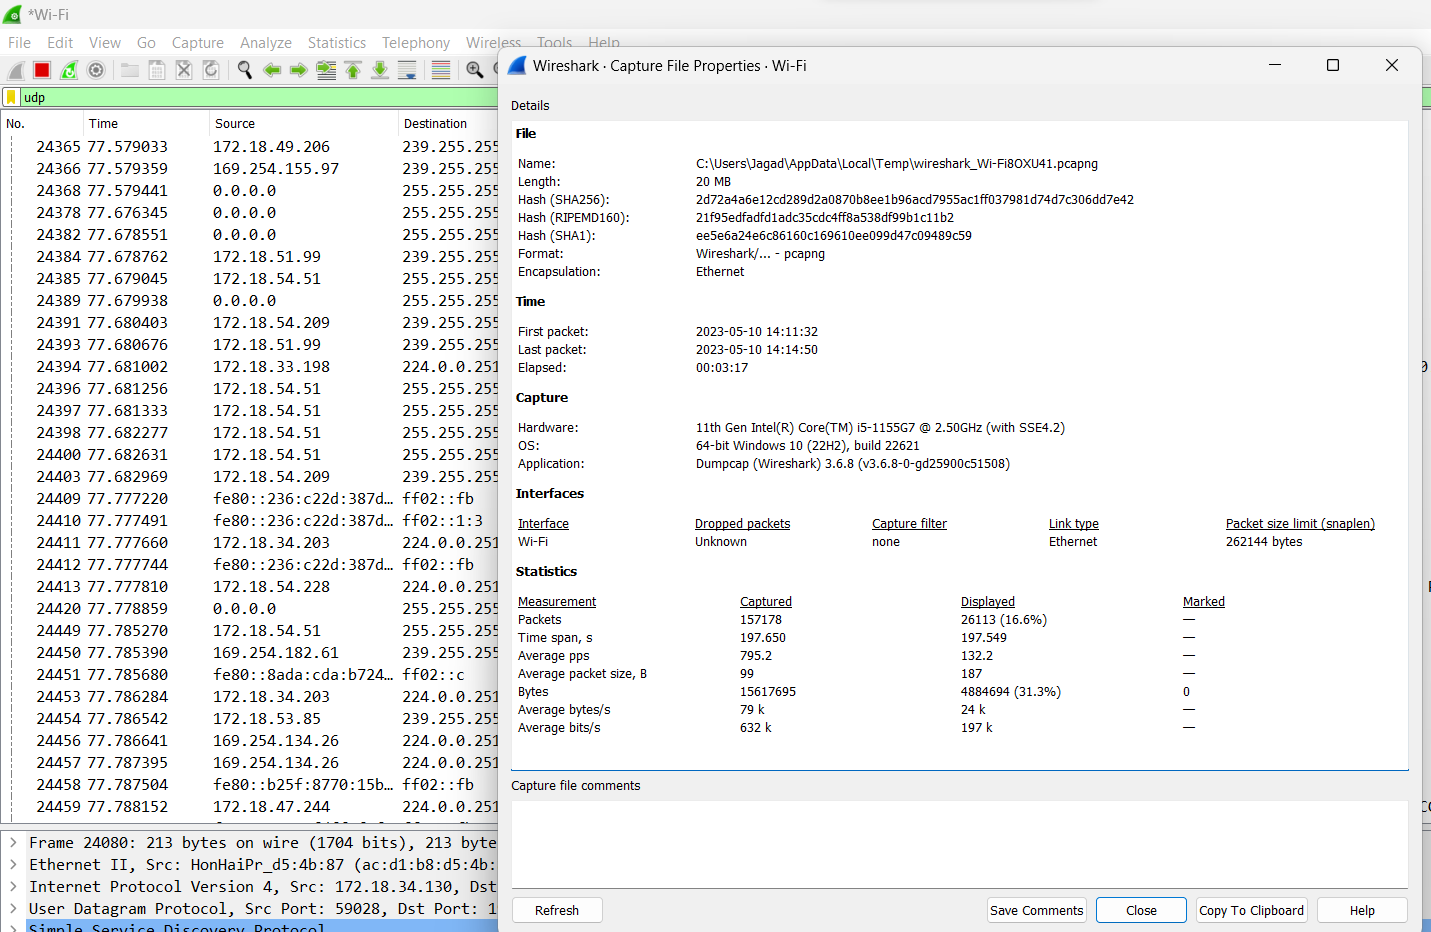 *Wi-Fi
File Edit View Go Capture Analyze Statistics Telephony Wireless Tools Help
udp
No. Time Source Destination
24365 77.579033 172.18.49.206 239.255.255
24366 77.579359 169.254.155.97 239.255.255
24368 77.579441 0.0.0.0 255.255.255
24378 77.676345 0.0.0.0 255.255.255
24382 77.678551 0.0.0.0 255.255.255
24384 77.678762 172.18.51.99 239.255.255
24385 77.679045 172.18.54.51 255.255.255
24389 77.679938 0.0.0.0 255.255.255
24391 77.680403 172.18.54.209 239.255.255
24393 77.680676 172.18.51.99 239.255.255
24394 77.681002 172.18.33.198 224.0.0.251
24396 77.681256 172.18.54.51 255.255.255
24397 77.681333 172.18.54.51 255.255.255
24398 77.682277 172.18.54.51 255.255.255
24400 77.682631 172.18.54.51 255.255.255
24403 77.682969 172.18.54.209 239.255.255
24409 77.777220 fe80::236:c22d:387d… ff02::fb
24410 77.777491 fe80::236:c22d:387d… ff02::1:3
24411 77.777660 172.18.34.203 224.0.0.251
24412 77.777744 fe80::236:c22d:387d… ff02::fb
24413 77.777810 172.18.54.228 224.0.0.251
24420 77.778859 0.0.0.0 255.255.255
24449 77.785270 172.18.54.51 255.255.255
24450 77.785390 169.254.182.61 239.255.255
24451 77.785680 fe80::8ada:cda:b724… ff02::c
24453 77.786284 172.18.34.203 224.0.0.251
24454 77.786542 172.18.53.85 239.255.255
24456 77.786641 169.254.134.26 224.0.0.251
24457 77.787395 169.254.134.26 224.0.0.251
24458 77.787504 fe80::b25f:8770:15b… ff02::fb
24459 77.788152 172.18.47.244 224.0.0.251
Frame 24080: 213 bytes on wire (1704 bits), 213 byte
Ethernet II, Src: HonHaiPr_d5:4b:87 (ac:d1:b8:d5:4b:
Internet Protocol Version 4, Src: 172.18.34.130, Dst
User Datagram Protocol, Src Port: 59028, Dst Port: 1
Simple Service Discovery Protocol
Wireshark · Capture File Properties · Wi-Fi
Details
File
Name: C:\Users\Jagad\AppData\Local\Temp\wireshark_Wi-Fi8OXU41.pcapng
Length: 20 MB
Hash (SHA256): 2d72a4a6e12cd289d2a0870b8ee1b96acd7955ac1ff037981d74d7c306dd7e42
Hash (RIPEMD160): 21f95edfadfd1adc35cdc4ff8a538df99b1c11b2
Hash (SHA1): ee5e6a24e6c86160c169610ee099d47c09489c59
Format: Wireshark/... - pcapng
Encapsulation: Ethernet
Time
First packet: 2023-05-10 14:11:32
Last packet: 2023-05-10 14:14:50
Elapsed: 00:03:17
Capture
Hardware: 11th Gen Intel(R) Core(TM) i5-1155G7 @ 2.50GHz (with SSE4.2)
OS: 64-bit Windows 10 (22H2), build 22621
Application: Dumpcap (Wireshark) 3.6.8 (v3.6.8-0-gd25900c51508)
Interfaces
Interface Dropped packets Capture filter Link type Packet size limit (snaplen)
Wi-Fi Unknown none Ethernet 262144 bytes
Statistics
Measurement Captured Displayed Marked
Packets 157178 26113 (16.6%) —
Time span, s 197.650 197.549 —
Average pps 795.2 132.2 —
Average packet size, B 99 187 —
Bytes 15617695 4884694 (31.3%) 0
Average bytes/s 79 k 24 k —
Average bits/s 632 k 197 k —
Capture file comments
Refresh Save Comments Close Copy To Clipboard Help